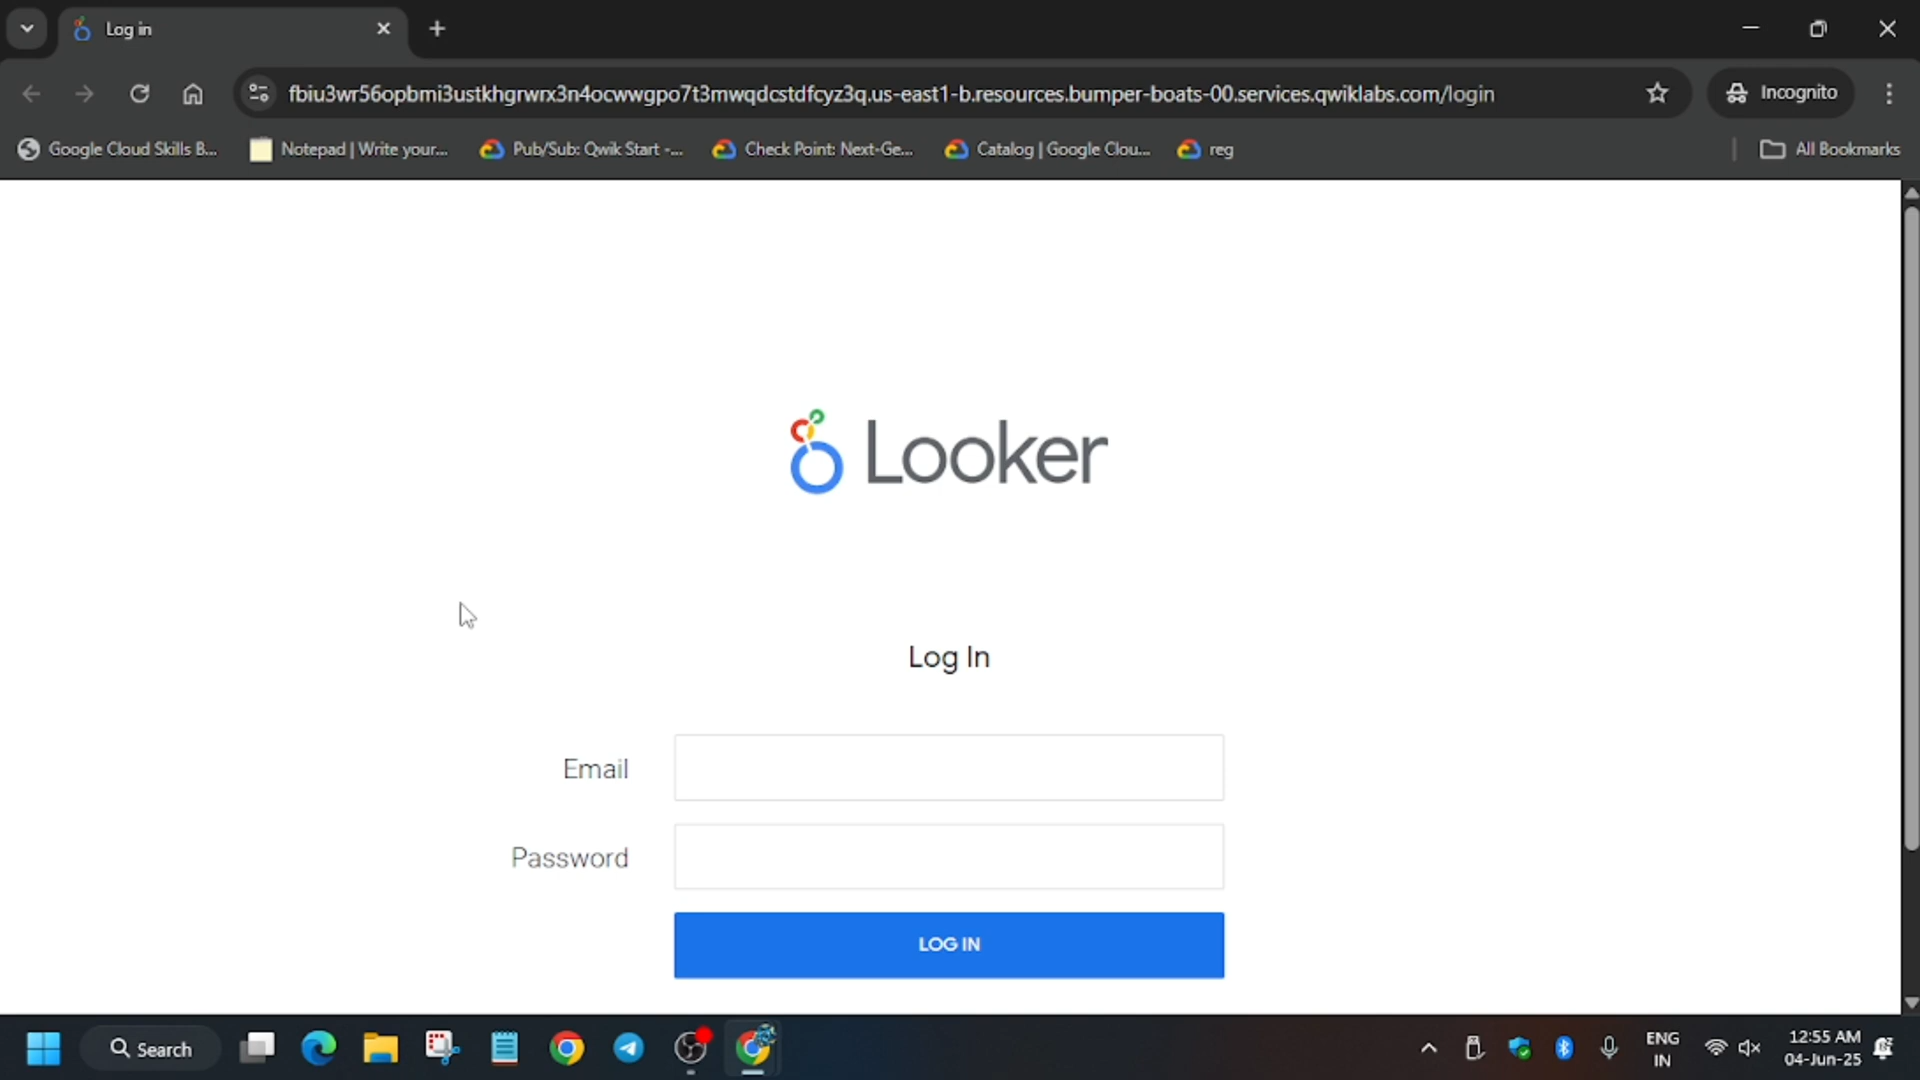 Log in
fbiu3wr56opbmi3ustkhgrwrx3n4ocwwgpo7t3mwqdcstdfcyz3q.us-east1-b.resources.bumper-boats-00.services.qwiklabs.com/login
Incognito
Google Cloud Skills B...
Notepad | Write your...
Pub/Sub: Qwik Start -...
Check Point: Next-Ge...
Catalog | Google Clou...
reg
All Bookmarks
Looker
Log In
Email
Password
LOG IN
Search
ENG
IN
12:55 AM
04-Jun-25